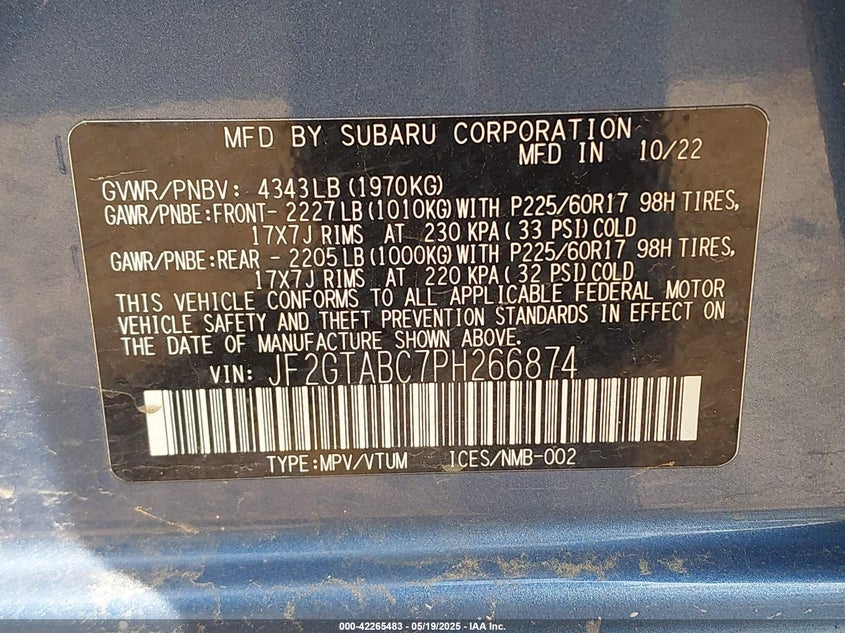 MFD BY SUBARU CORPORATION
MFD IN 10/22
GVWR/PNBV: 4343LB (1970KG)
GAWR/PNBE:FRONT- 2227LB (1010KG) WITH P225/60R17 98H TIRES,
17X7J RIMS AT 230 KPA (33 PSI) COLD
GAWR/PNBE:REAR - 2205LB (1000KG) WITH P225/60R17 98H TIRES,
17X7J RIMS AT 220 KPA (32 PSI) COLD
THIS VEHICLE CONFORMS TO ALL APPLICABLE FEDERAL MOTOR
VEHICLE SAFETY AND THEFT PREVENTION STANDARDS IN EFFECT ON
THE DATE OF MANUFACTURE SHOWN ABOVE.
VIN: JF2GTABC7PH266874
TYPE:MPV/VTUM ICES/NMB-002
000-42265483 - 05/19/2025 - IAA Inc.